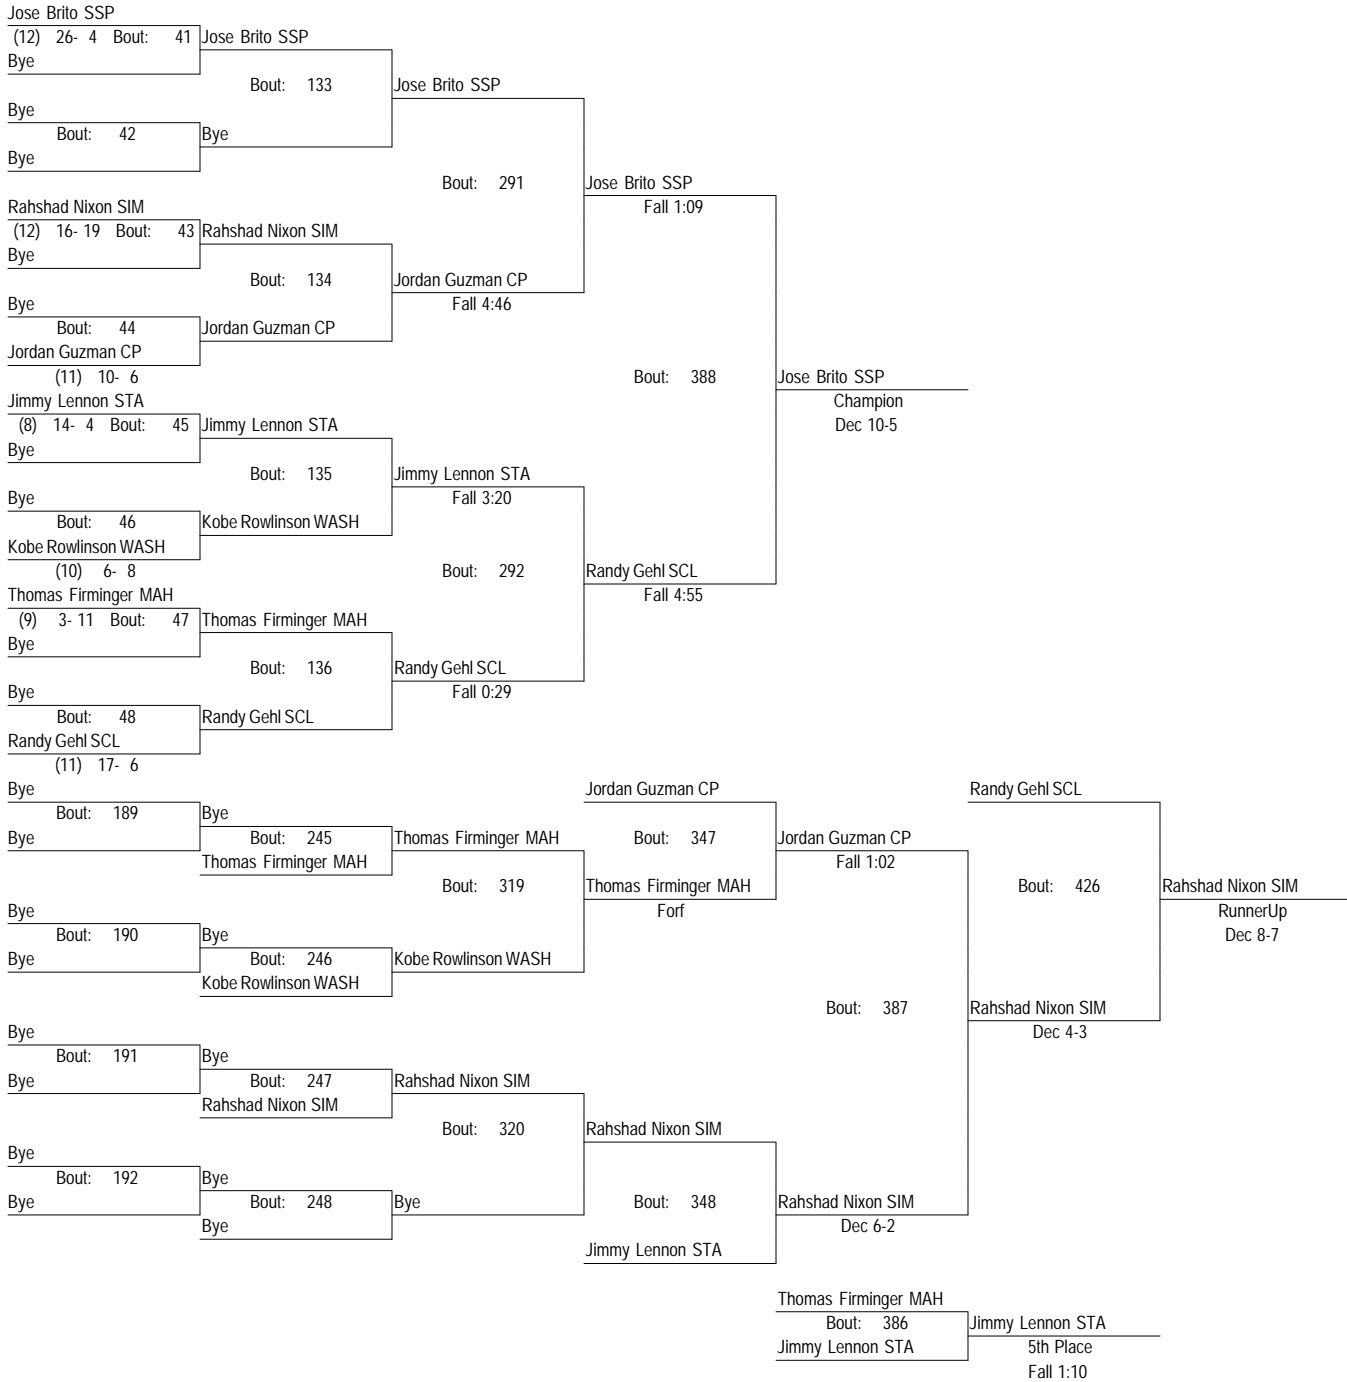 Jose Brito SSP
(12) 26- 4 Bout: 41 Jose Brito SSP
Bye
Bout: 133 Jose Brito SSP
Bye
Bout: 42 Bye
Bye
Bout: 291 Jose Brito SSP
Fall 1:09
Rahshad Nixon SIM
(12) 16- 19 Bout: 43 Rahshad Nixon SIM
Bye
Bout: 134 Jordan Guzman CP
Fall 4:46
Bye
Bout: 44 Jordan Guzman CP
Jordan Guzman CP
(11) 10- 6
Bout: 388 Jose Brito SSP
Champion
Dec 10-5
Jimmy Lennon STA
(8) 14- 4 Bout: 45 Jimmy Lennon STA
Bye
Bout: 135 Jimmy Lennon STA
Fall 3:20
Bye
Bout: 46 Kobe Rowlinson WASH
Kobe Rowlinson WASH
(10) 6- 8
Bout: 292 Randy Gehl SCL
Fall 4:55
Thomas Firminger MAH
(9) 3- 11 Bout: 47 Thomas Firminger MAH
Bye
Bout: 136 Randy Gehl SCL
Fall 0:29
Bye
Bout: 48 Randy Gehl SCL
Randy Gehl SCL
(11) 17- 6
Bye
Jordan Guzman CP
Randy Gehl SCL
Bout: 189 Bye
Bye
Bout: 245 Thomas Firminger MAH
Bout: 347 Jordan Guzman CP
Thomas Firminger MAH
Fall 1:02
Bout: 319 Thomas Firminger MAH
Forf
Bout: 426 Rahshad Nixon SIM
RunnerUp
Dec 8-7
Bye
Bout: 190 Bye
Bye
Bout: 246 Kobe Rowlinson WASH
Kobe Rowlinson WASH
Bout: 387 Rahshad Nixon SIM
Dec 4-3
Bye
Bout: 191 Bye
Bye
Bout: 247 Rahshad Nixon SIM
Rahshad Nixon SIM
Bout: 320 Rahshad Nixon SIM
Bye
Bout: 192 Bye
Bye
Bout: 248 Bye
Bye
Bout: 348 Rahshad Nixon SIM
Dec 6-2
Jimmy Lennon STA
Thomas Firminger MAH
Bout: 386 Jimmy Lennon STA
Jimmy Lennon STA
5th Place
Fall 1:10